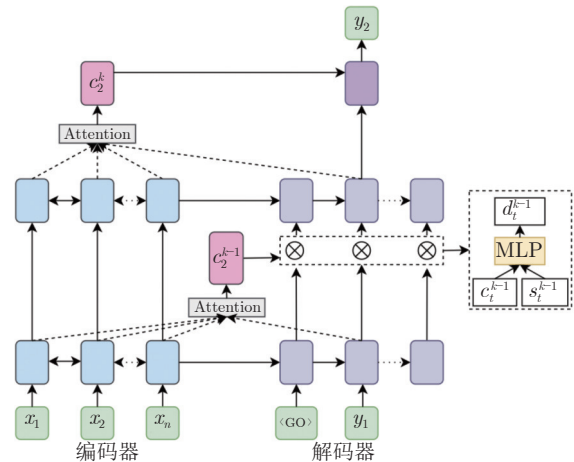 y₂
c₂ᵏ
Attention
c₂ᵏ⁻¹
Attention
dₜᵏ⁻¹
MLP
cₜᵏ⁻¹ sₜᵏ⁻¹
x₁ x₂ xₙ ⟨GO⟩ y₁
编码器 解码器